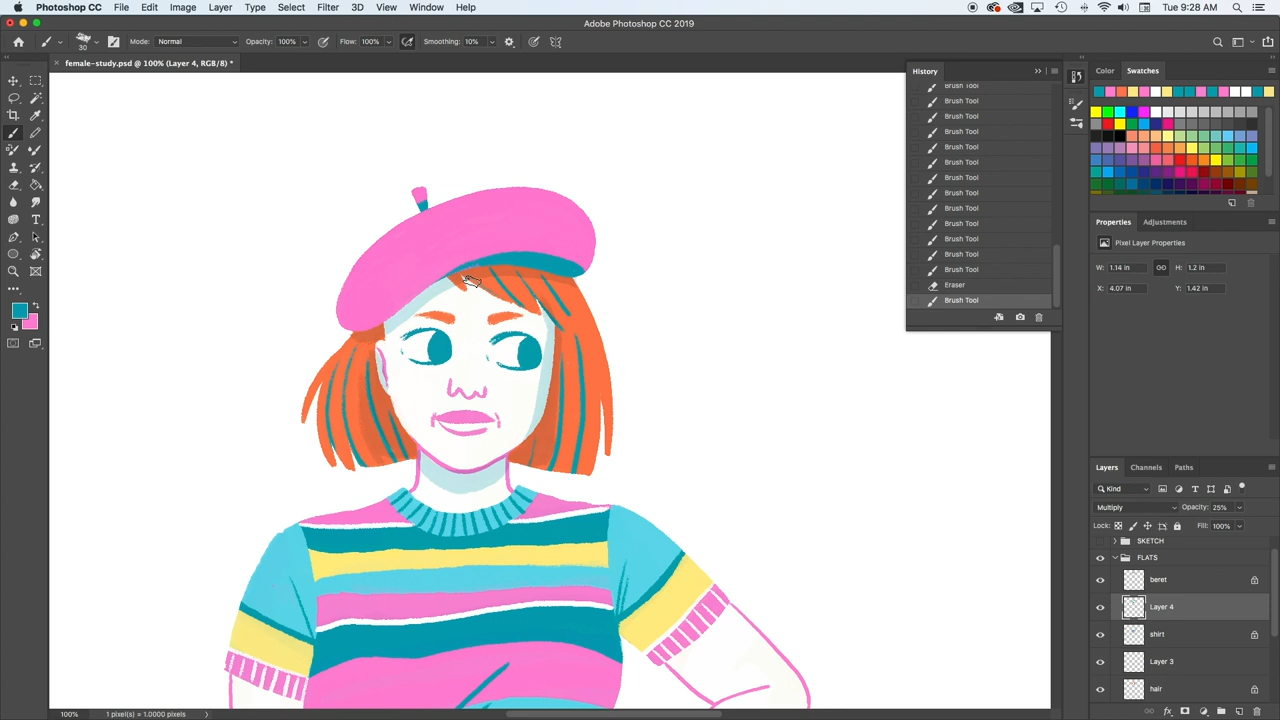 Photoshop CC File Edit Image Layer Type Select Filter 3D View Window Help Tue 9:28 AM
Adobe Photoshop CC 2019
30 Mode: Normal Opacity: 100% Flow: 100% Smoothing: 10%
× female-study.psd @ 100% (Layer 4, RGB/8) *
History
Brush Tool
Brush Tool
Brush Tool
Brush Tool
Brush Tool
Brush Tool
Brush Tool
Brush Tool
Brush Tool
Brush Tool
Brush Tool
Brush Tool
Brush Tool
Eraser
Brush Tool
Color Swatches
Properties Adjustments
Pixel Layer Properties
W: 1.14 in H: 1.2 in
X: 4.07 in Y: 1.42 in
Layers Channels Paths
Kind
Multiply Opacity: 25%
Lock: Fill: 100%
SKETCH
FLATS
beret
Layer 4
shirt
Layer 3
hair
100% 1 pixel(s) = 1.0000 pixels